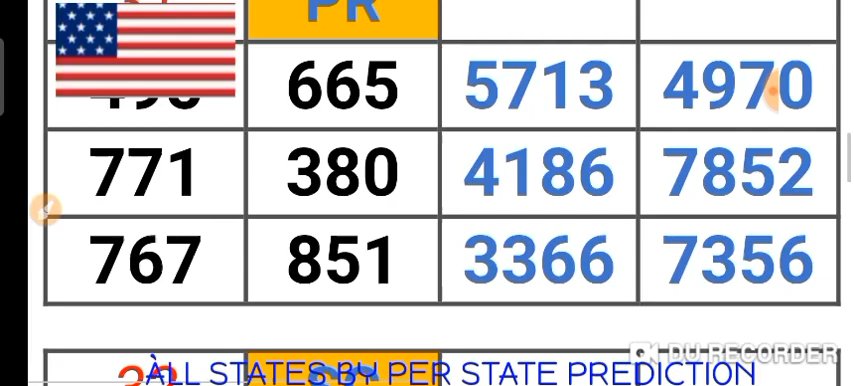 PR
665 5713 4970
771 380 4186 7852
767 851 3366 7356
DU RECORDER
ALL STATES BY PER STATE PREDICTION